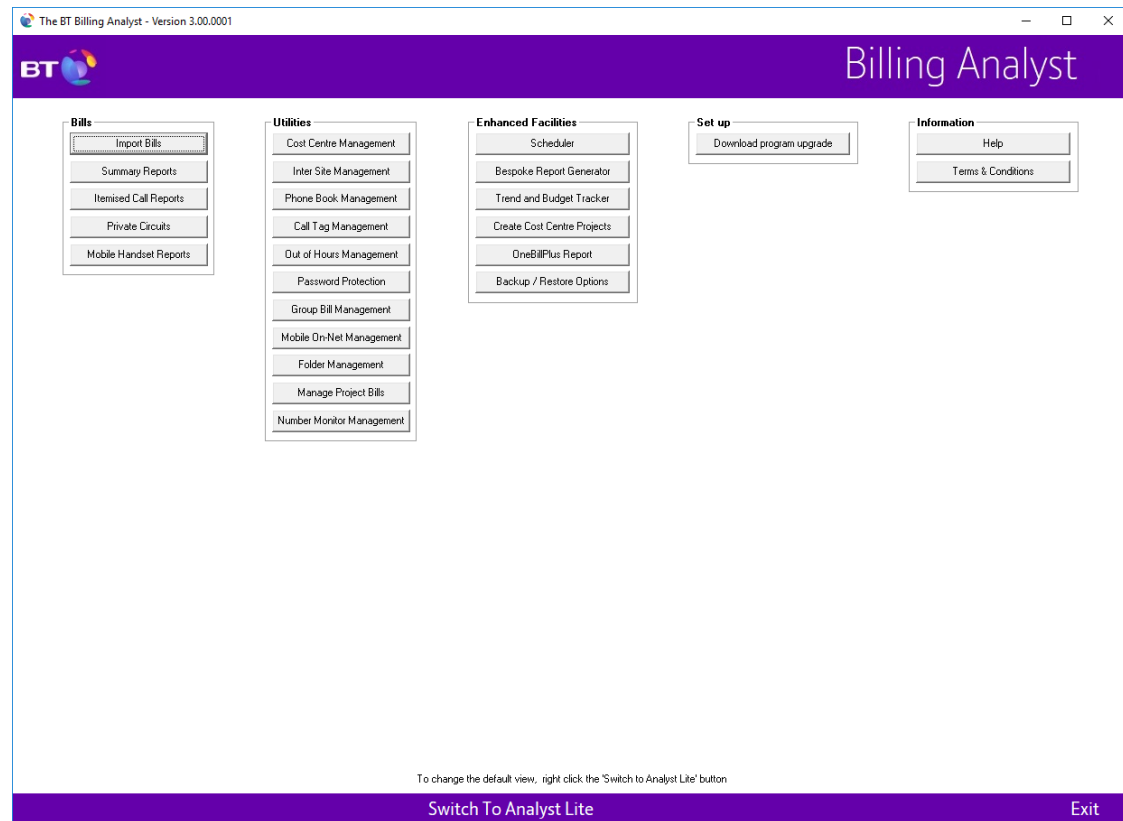 The BT Billing Analyst - Version 3.00.0001
BT
Billing Analyst
Bills
Import Bills
Summary Reports
Itemised Call Reports
Private Circuits
Mobile Handset Reports
Utilities
Cost Centre Management
Inter Site Management
Phone Book Management
Call Tag Management
Out of Hours Management
Password Protection
Group Bill Management
Mobile On-Net Management
Folder Management
Manage Project Bills
Number Monitor Management
Enhanced Facilities
Scheduler
Bespoke Report Generator
Trend and Budget Tracker
Create Cost Centre Projects
OneBillPlus Report
Backup / Restore Options
Set up
Download program upgrade
Information
Help
Terms & Conditions
To change the default view, right click the 'Switch to Analyst Lite' button
Switch To Analyst Lite
Exit